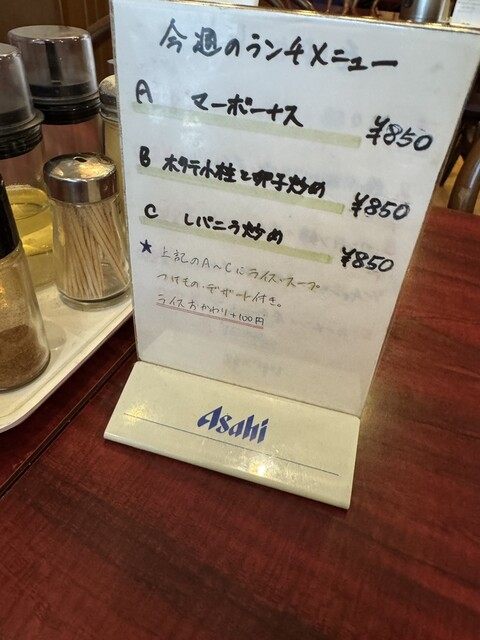 今週のランチメニュー
A マーボーナス ¥850
B ホタテ小柱と卵子炒め ¥850
C レバニラ炒め ¥850
★ 上記のA〜Cにライス・スープ
つけもの・デザート付き。
ライスおかわり+100円
Asahi